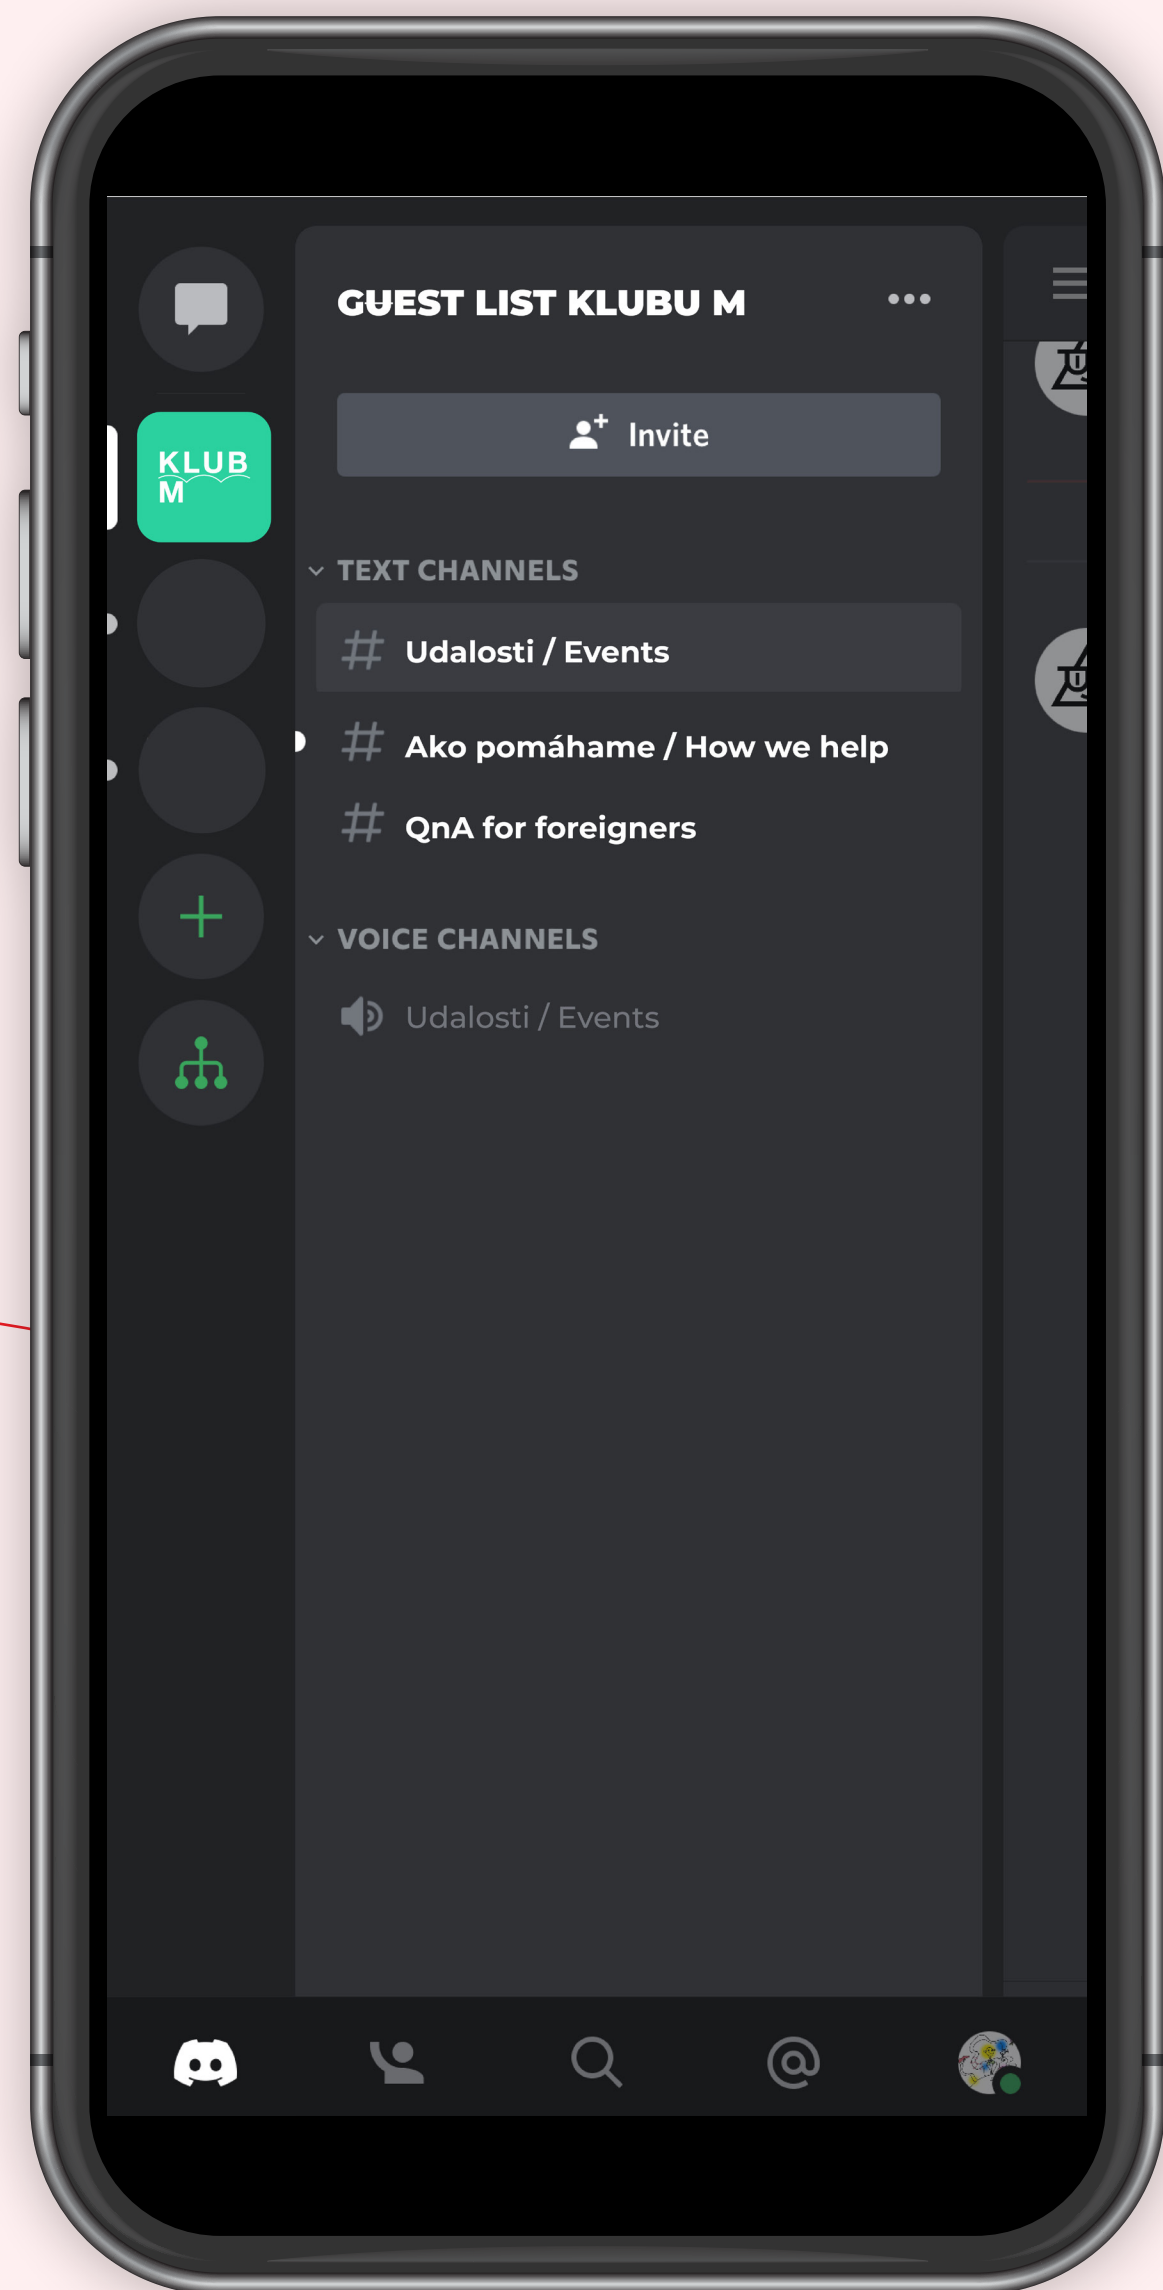 GUEST LIST KLUBU M
Invite
KLUB
M
TEXT CHANNELS
Udalosti / Events
Ako pomáhame / How we help
QnA for foreigners
VOICE CHANNELS
Udalosti / Events